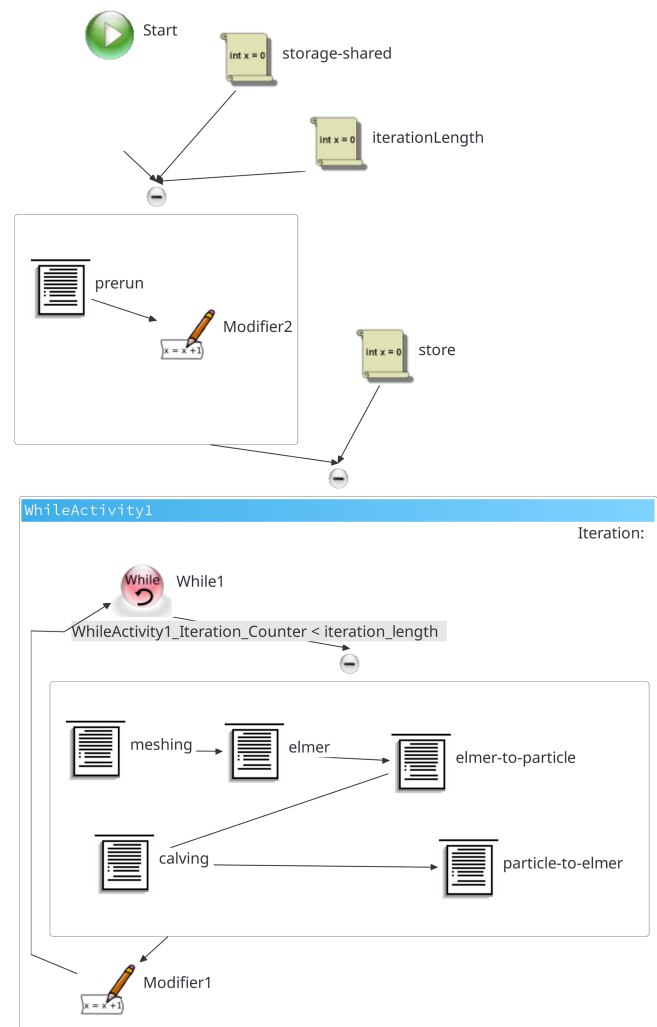 Start
int x = 0
storage-shared
int x = 0
iterationLength
prerun
x = x +1
Modifier2
int x = 0
store
WhileActivity1
Iteration:
While
While1
WhileActivity1_Iteration_Counter < iteration_length
meshing
elmer
elmer-to-particle
calving
particle-to-elmer
x = x +1
Modifier1